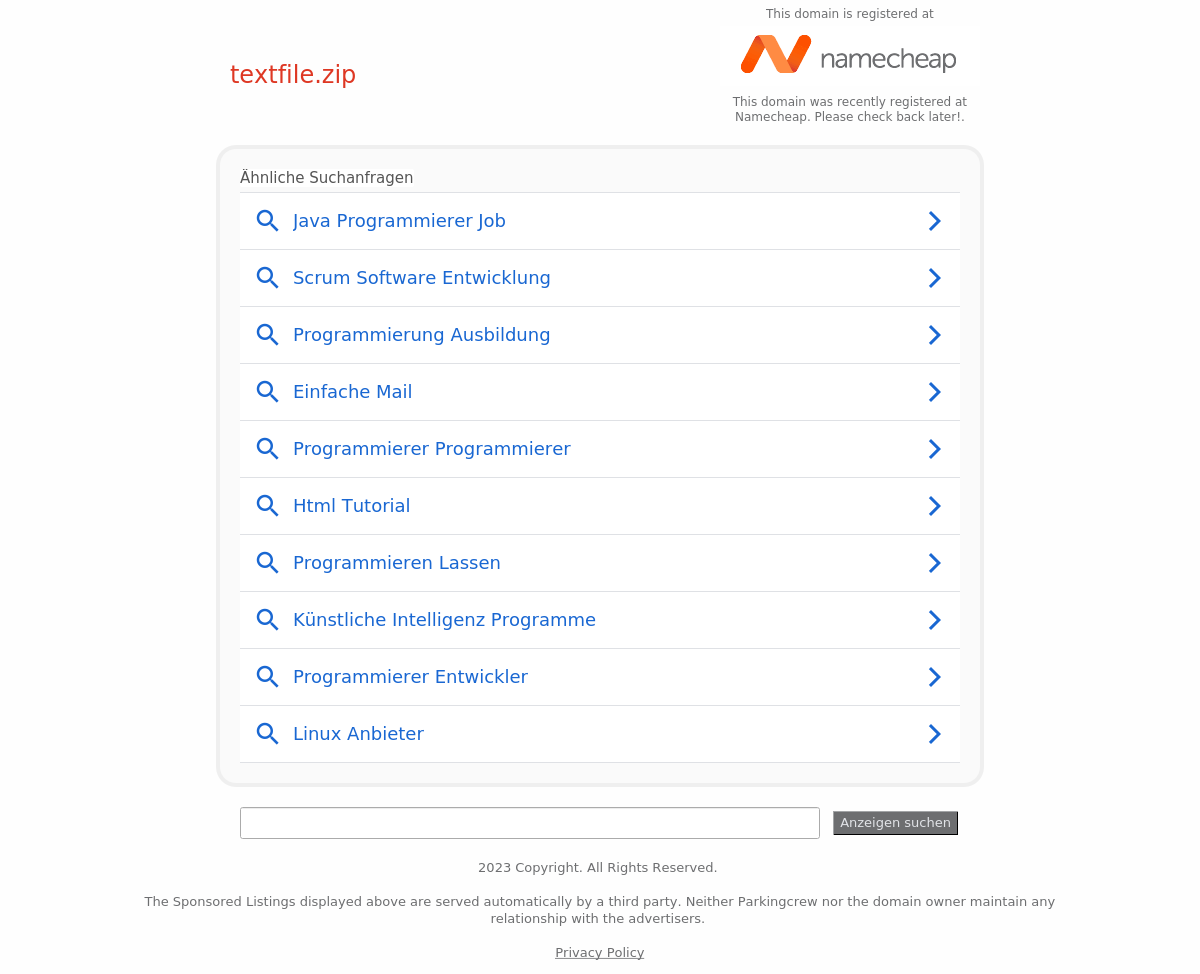 This domain is registered at
namecheap
textfile.zip
This domain was recently registered at
Namecheap. Please check back later!.
Ähnliche Suchanfragen
Java Programmierer Job
Scrum Software Entwicklung
Programmierung Ausbildung
Einfache Mail
Programmierer Programmierer
Html Tutorial
Programmieren Lassen
Künstliche Intelligenz Programme
Programmierer Entwickler
Linux Anbieter
Anzeigen suchen
2023 Copyright. All Rights Reserved.
The Sponsored Listings displayed above are served automatically by a third party. Neither Parkingcrew nor the domain owner maintain any
relationship with the advertisers.
Privacy Policy